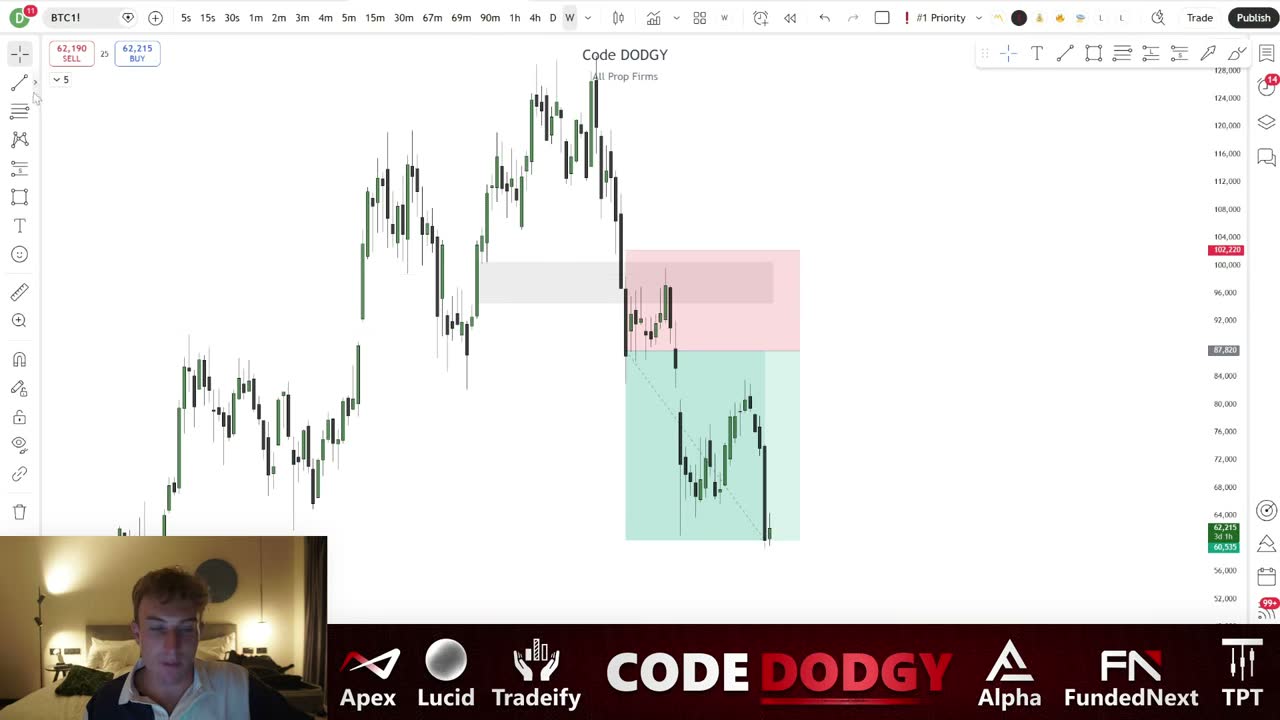 D
11
BTC1!
5s 15s 30s 1m 2m 3m 4m 5m 15m 30m 67m 69m 90m 1h 4h D W
W
#1 Priority
L
L
Trade
Publish
62,190
SELL
25
62,215
BUY
5
Code DODGY
All Prop Firms
T
T
14
128,000
124,000
120,000
116,000
112,000
108,000
104,000
102,220
100,000
96,000
92,000
87,820
84,000
80,000
76,000
72,000
68,000
64,000
62,215
3d 1h
60,535
56,000
52,000
99+
Apex
Lucid
Tradeify
CODE DODGY
Alpha
FN
FundedNext
TPT